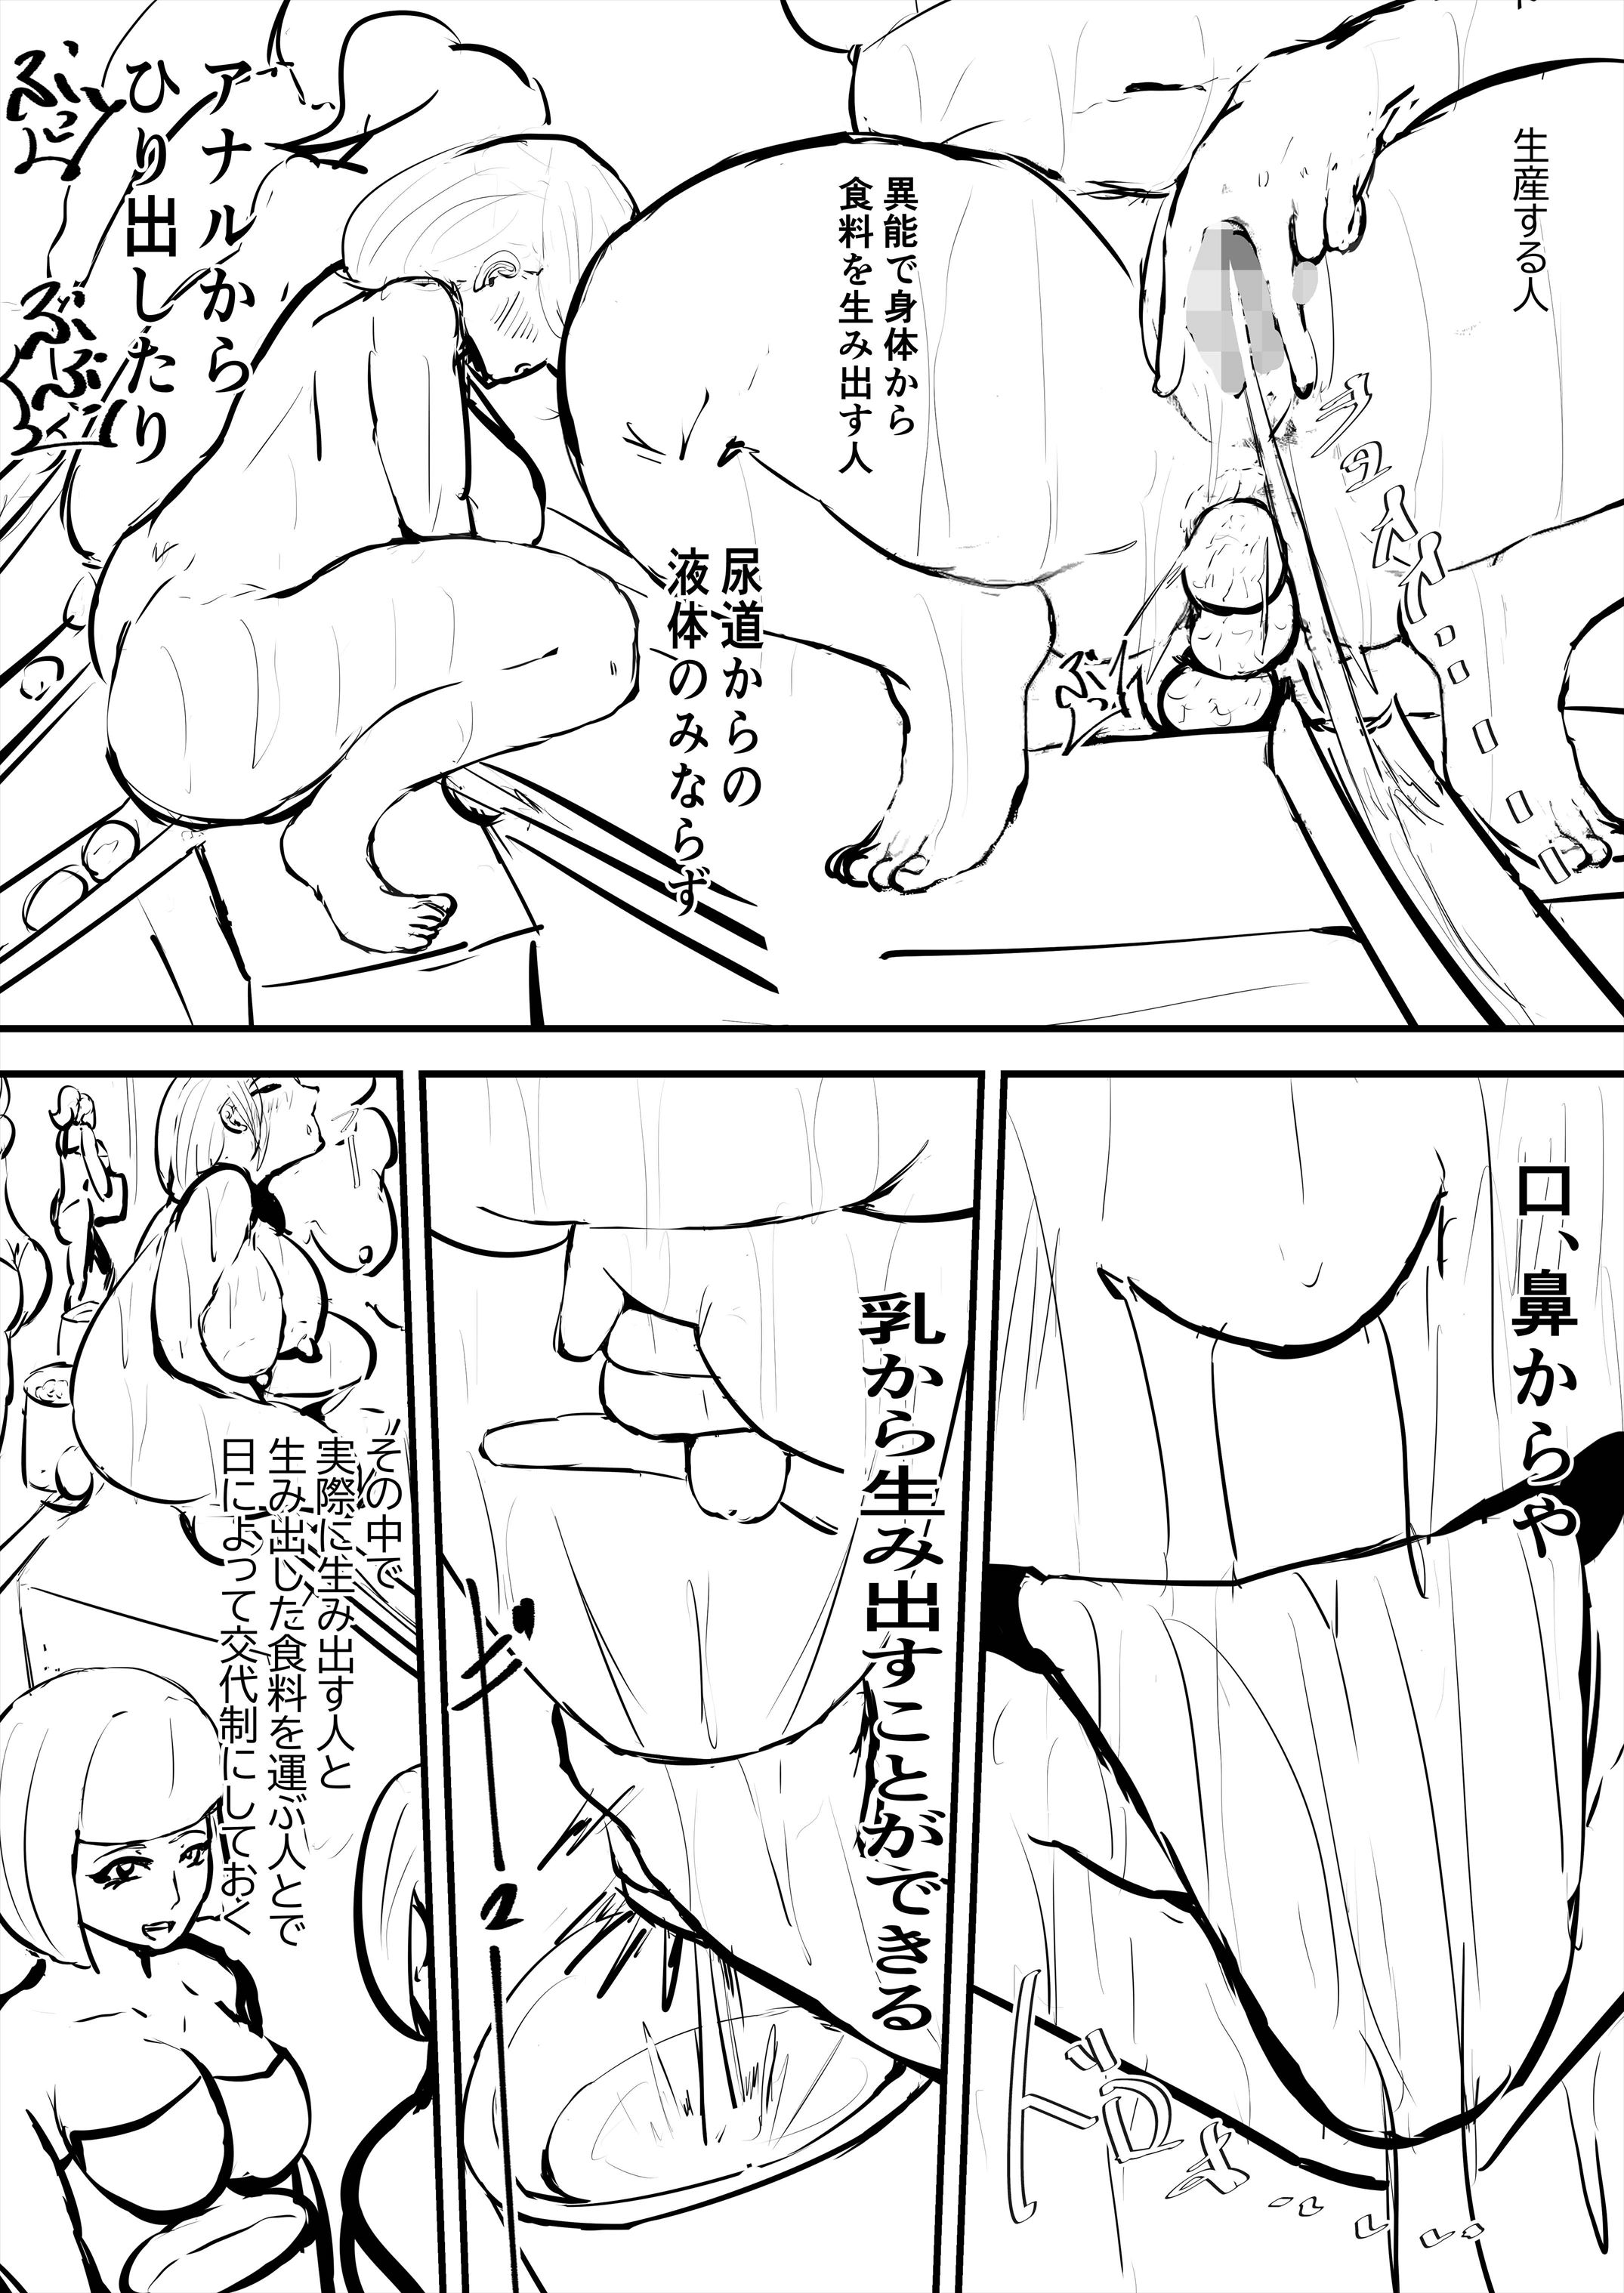 生産する人
異能で身体から
食料を生み出す人
尿道からの
液体のみならず
アナルから
ひり出したり
口、鼻からや
乳から生み出すことができる
その中で
実際に生み出す人と
生み出した食料を運ぶ人とで
日によって交代制にしておく